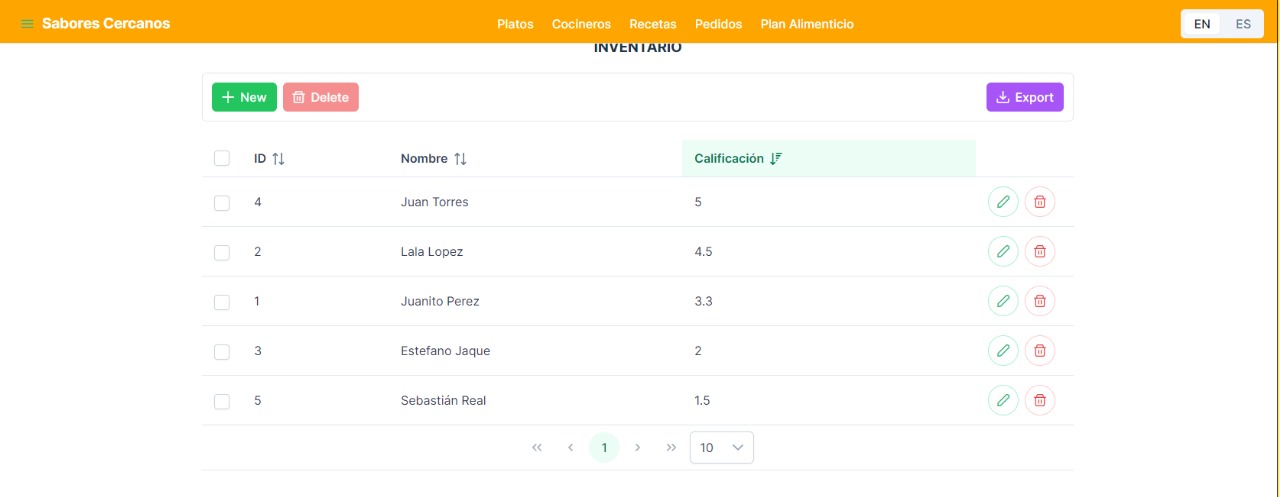 Sabores Cercanos Platos Cocineros Recetas Pedidos Plan Alimenticio EN ES
INVENTARIO
New Delete Export
ID Nombre Calificación
4 Juan Torres 5
2 Lala Lopez 4.5
1 Juanito Perez 3.3
3 Estefano Jaque 2
5 Sebastián Real 1.5
1 10